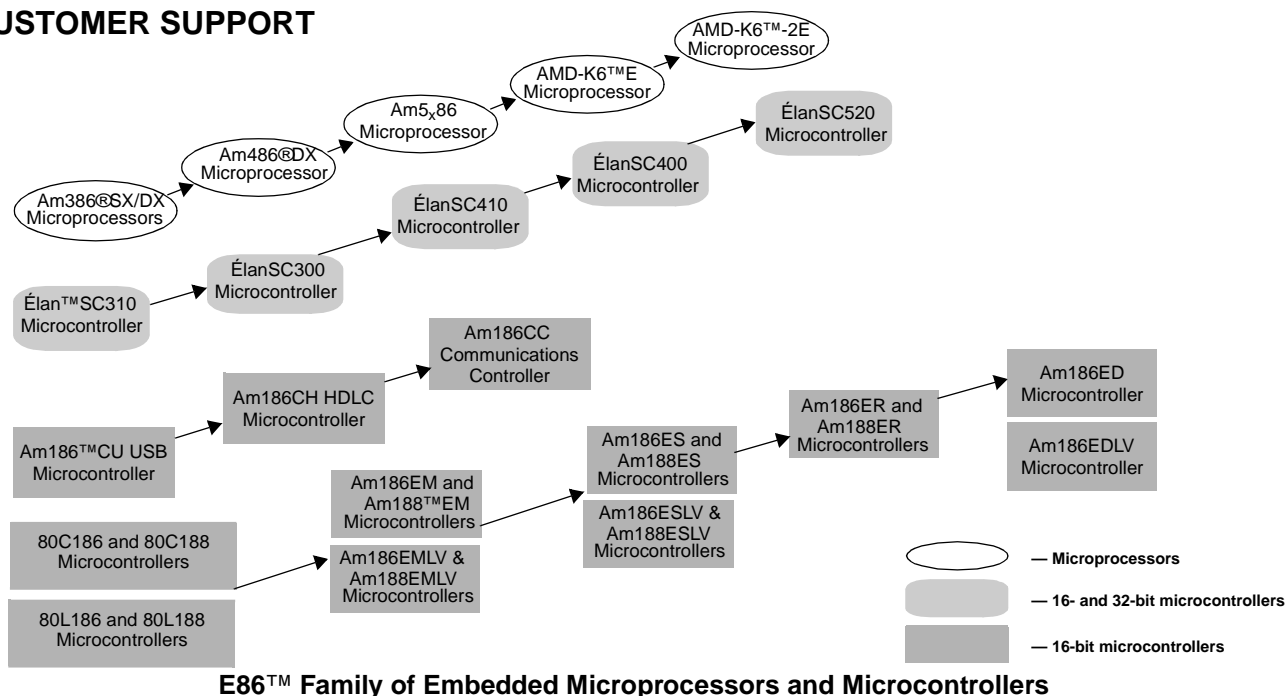 USTOMER SUPPORT
AMD-K6™-2E
Microprocessor
AMD-K6™E
Microprocessor
Am5x86
Microprocessor
Am486®DX
Microprocessor
Am386®SX/DX
Microprocessors
ÉlanSC520
Microcontroller
ÉlanSC400
Microcontroller
ÉlanSC410
Microcontroller
ÉlanSC300
Microcontroller
Élan™SC310
Microcontroller
Am186CC
Communications
Controller
Am186CH HDLC
Microcontroller
Am186™CU USB
Microcontroller
Am186ED
Microcontroller
Am186EDLV
Microcontroller
Am186ER and
Am188ER
Microcontrollers
Am186ES and
Am188ES
Microcontrollers
Am186ESLV &
Am188ESLV
Microcontrollers
Am186EM and
Am188™EM
Microcontrollers
Am186EMLV &
Am188EMLV
Microcontrollers
80C186 and 80C188
Microcontrollers
80L186 and 80L188
Microcontrollers
— Microprocessors
— 16- and 32-bit microcontrollers
— 16-bit microcontrollers
E86™ Family of Embedded Microprocessors and Microcontrollers